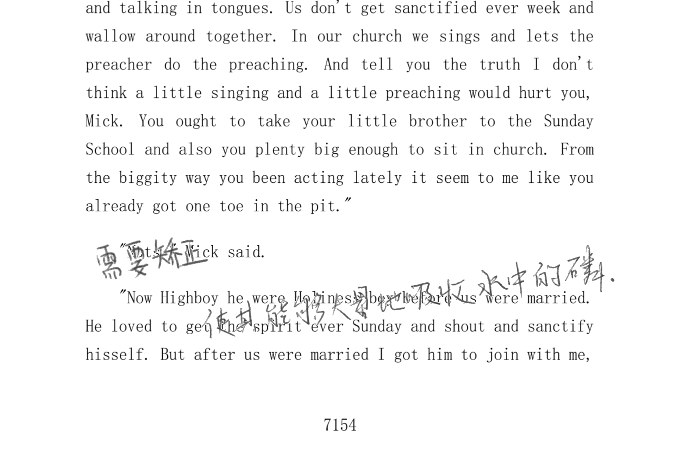 and talking in tongues. Us don't get sanctified ever week and
wallow around together. In our church we sings and lets the
preacher do the preaching. And tell you the truth I don't
think a little singing and a little preaching would hurt you,
Mick. You ought to take your little brother to the Sunday
School and also you plenty big enough to sit in church. From
the biggity way you been acting lately it seem to me like you
already got one toe in the pit."
"Nuts," Mick said.
需要矫正
"Now Highboy he were Holiness boy before us were married.
使其能够大量地吸收水中的磷.
He loved to get the spirit ever Sunday and shout and sanctify
hisself. But after us were married I got him to join with me,
7154